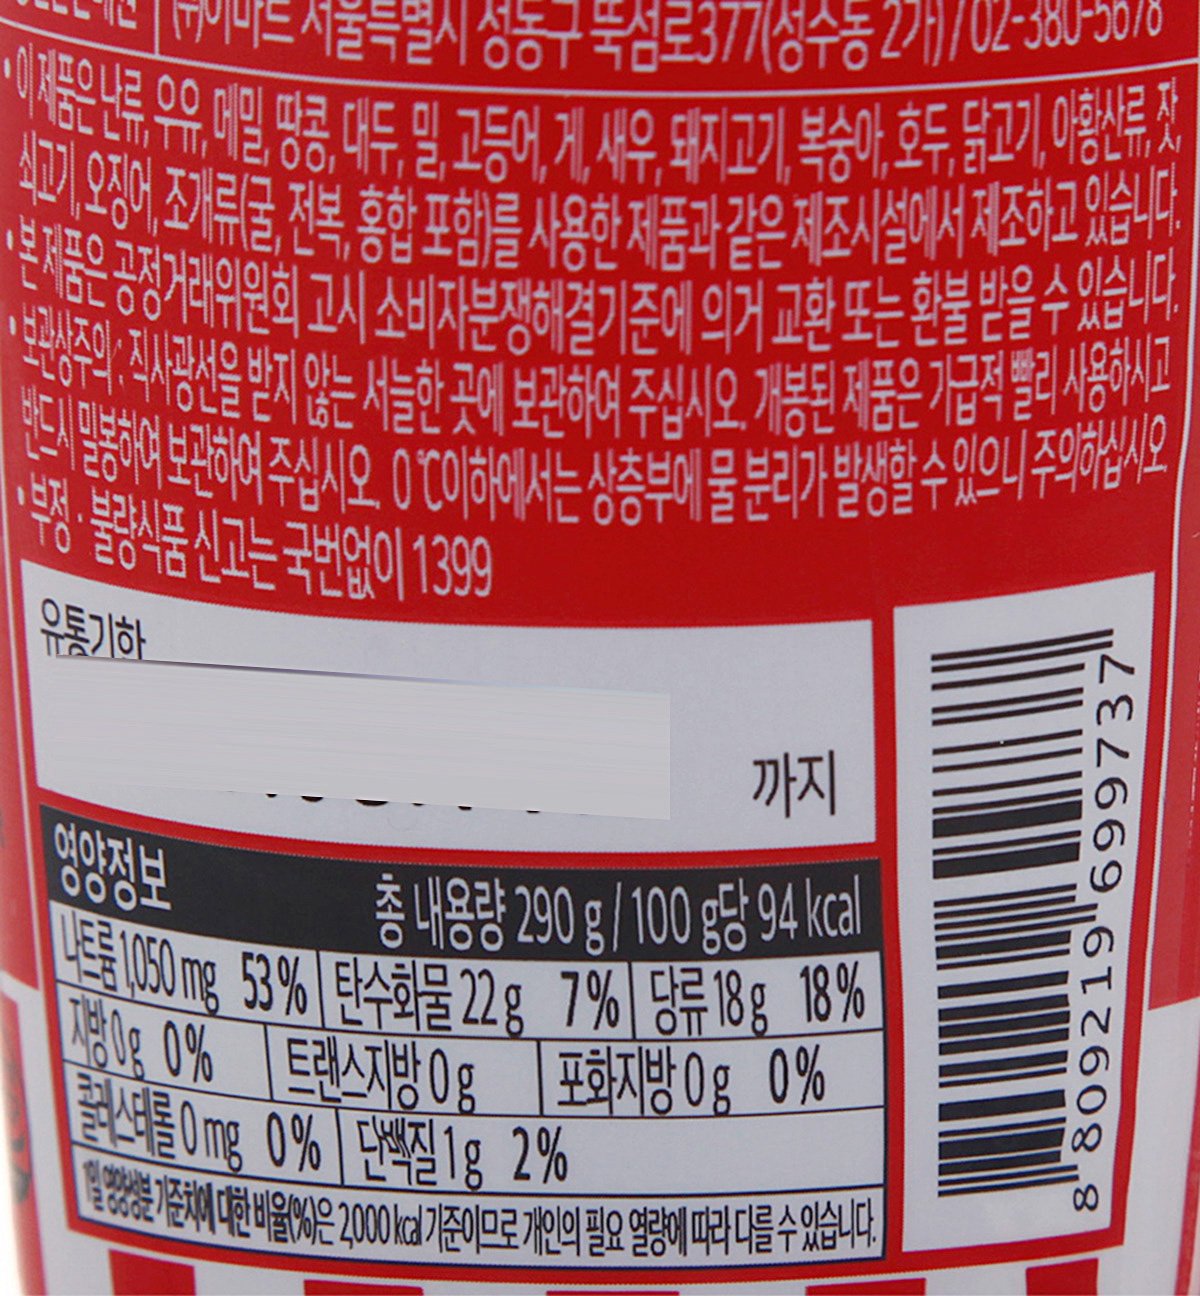 (주)이마트 서울특별시 성동구 뚝섬로377(성수동 2가) / 02-380-5678
• 이 제품은 난류, 우유, 메밀, 땅콩, 대두, 밀, 고등어, 게, 새우, 돼지고기, 복숭아, 호두, 닭고기, 아황산류, 잣,
쇠고기, 오징어, 조개류(굴, 전복, 홍합 포함)를 사용한 제품과 같은 제조시설에서 제조하고 있습니다.
• 본 제품은 공정거래위원회 고시 소비자분쟁해결기준에 의거 교환 또는 환불 받을 수 있습니다.
• 보관상주의 : 직사광선을 받지 않는 서늘한 곳에 보관하여 주십시오. 개봉된 제품은 가급적 빨리 사용하시고
반드시 밀봉하여 보관하여 주십시오. 0℃이하에서는 상층부에 물 분리가 발생할 수 있으니 주의하십시오.
• 부정 · 불량식품 신고는 국번없이 1399
유통기한
까지
영양정보
총 내용량 290 g / 100 g당 94 kcal
나트륨 1,050 mg 53 % 탄수화물 22 g 7 % 당류 18 g 18 %
지방 0 g 0 % 트랜스지방 0 g 포화지방 0 g 0 %
콜레스테롤 0 mg 0 % 단백질 1 g 2 %
1일 영양성분 기준치에 대한 비율(%)은 2,000 kcal 기준이므로 개인의 필요 열량에 따라 다를 수 있습니다.
8 809219 699737